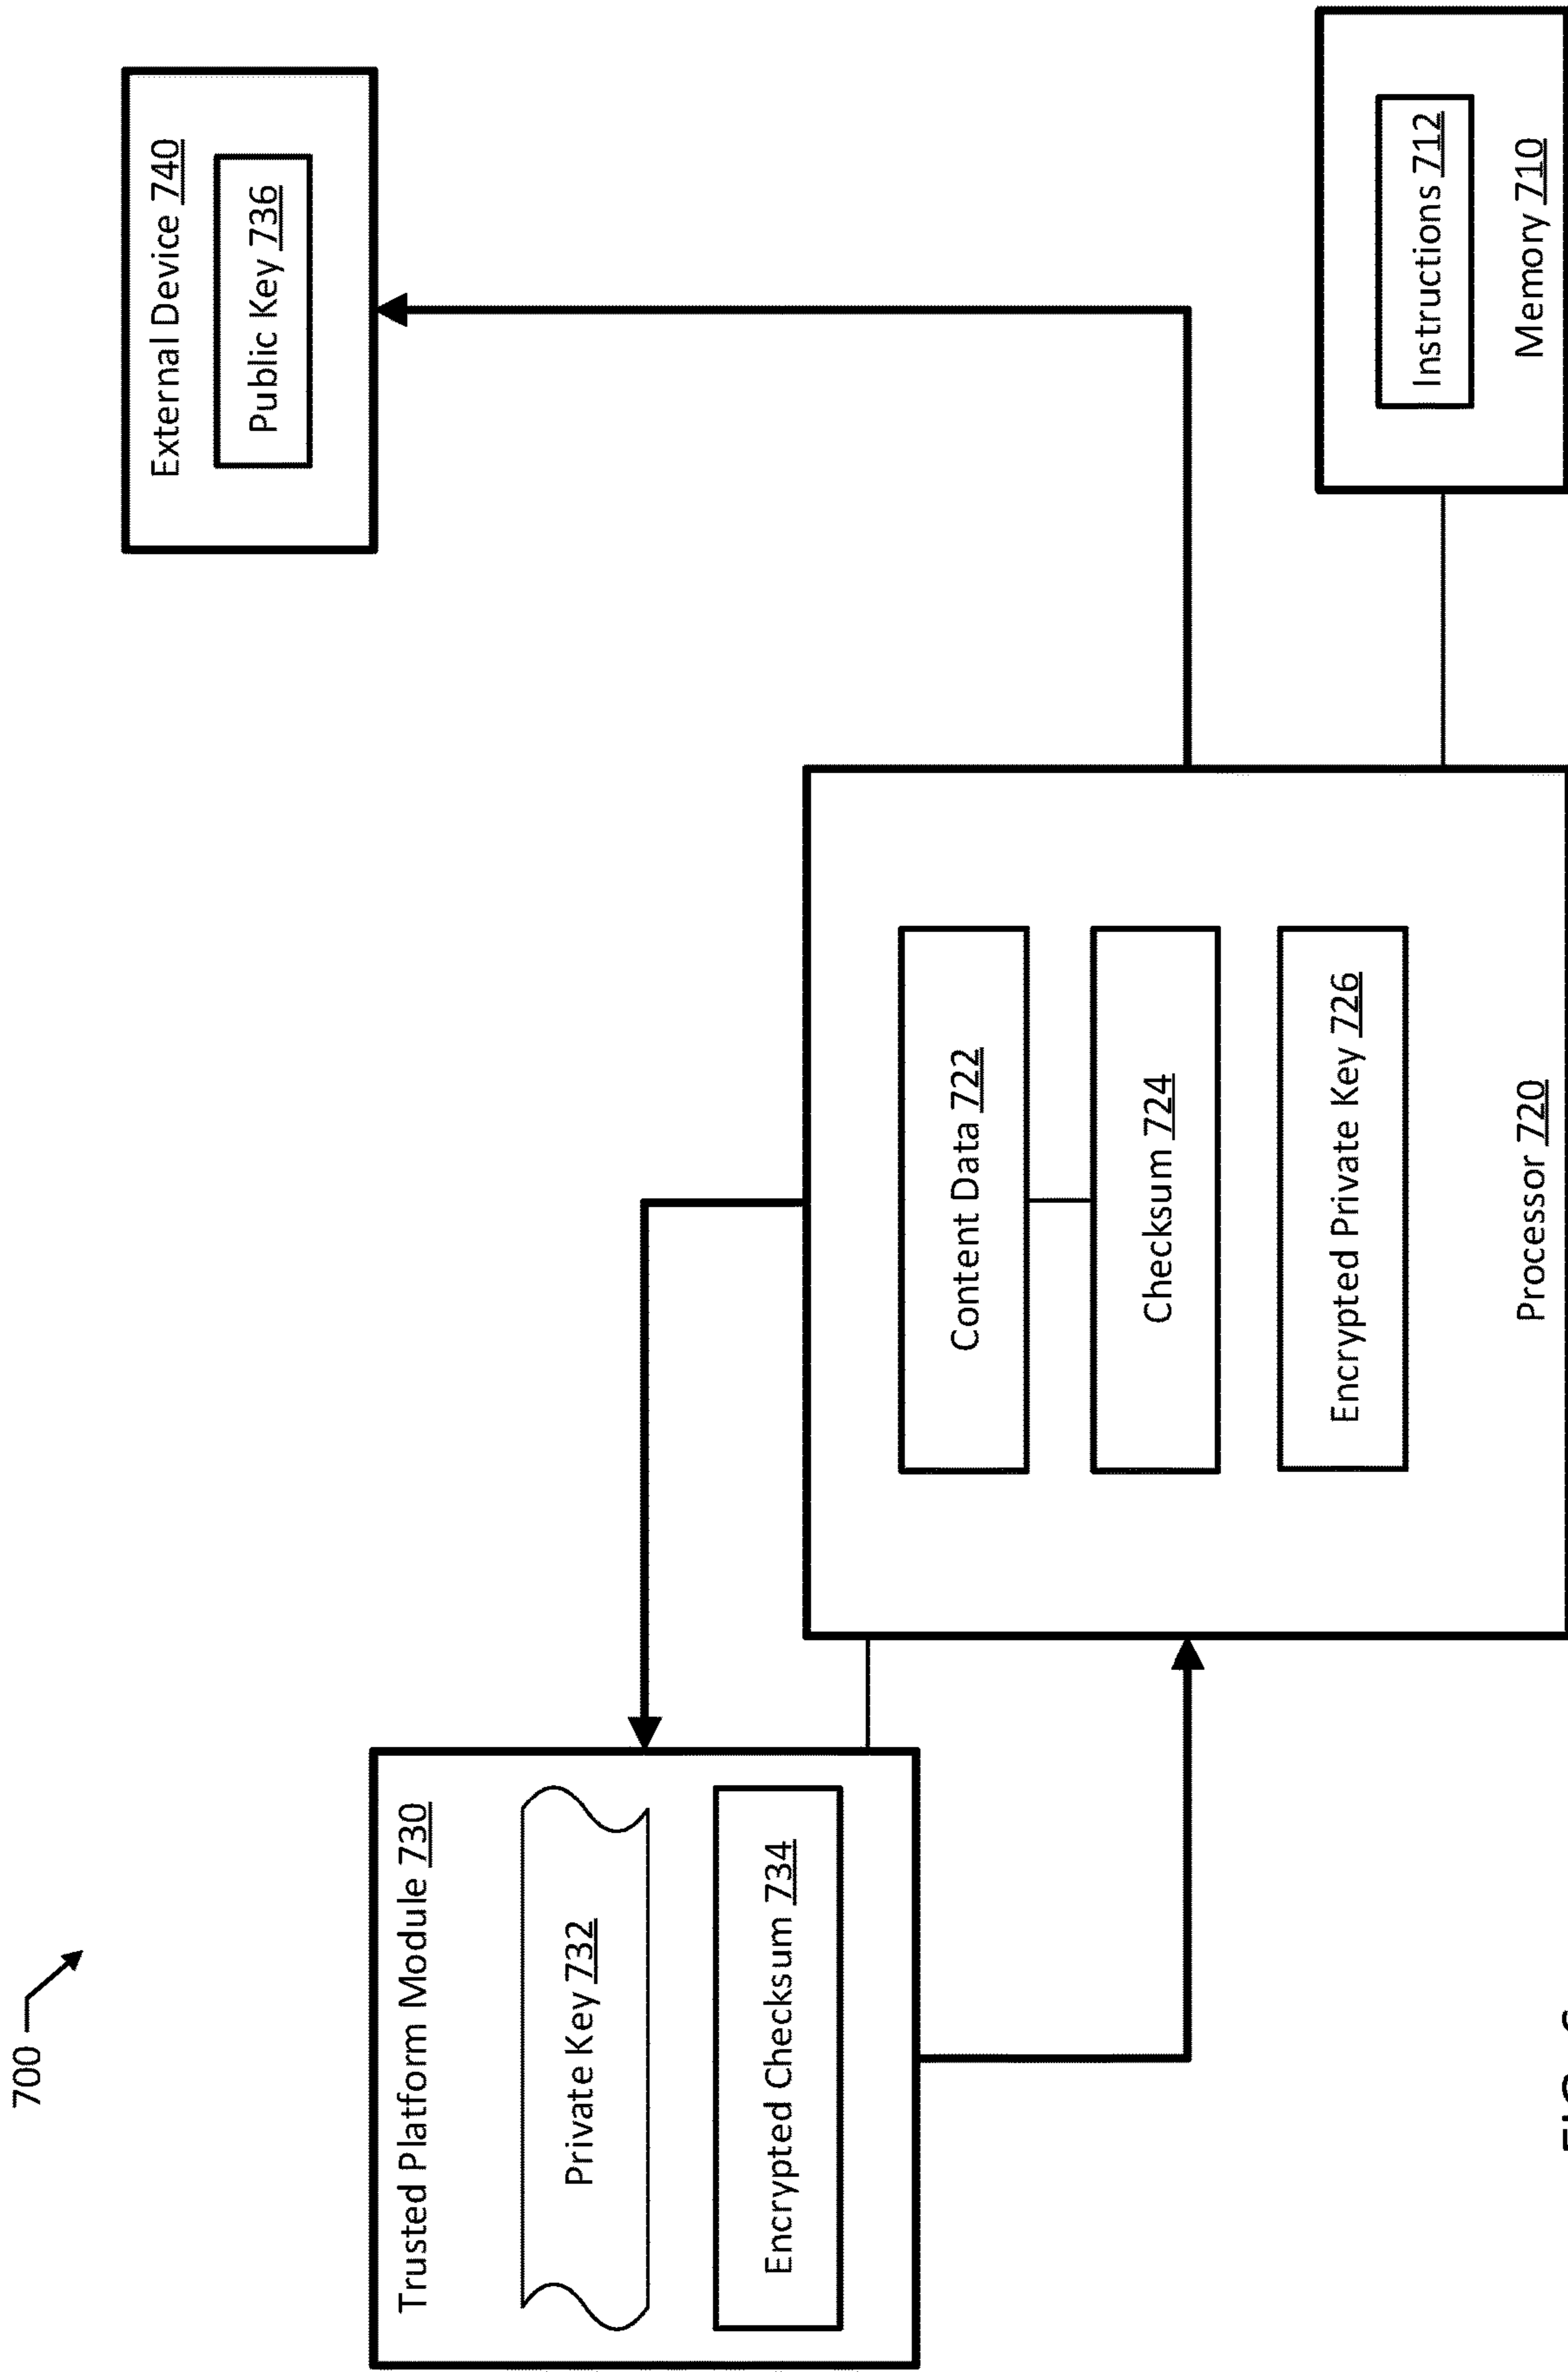 700
Trusted Platform Module 730
Private Key 732
Encrypted Checksum 734
Content Data 722
Checksum 724
Encrypted Private Key 726
Processor 720
External Device 740
Public Key 736
Instructions 712
Memory 710
FIG.